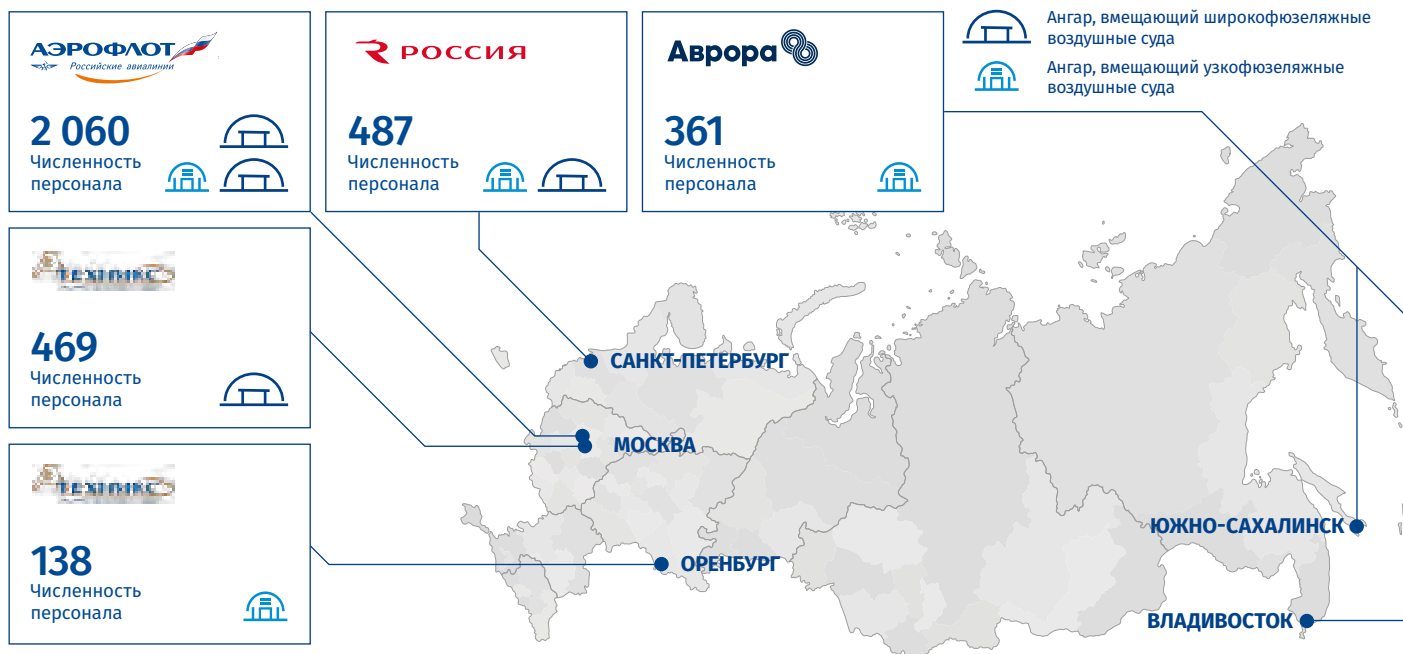 АЭРОФЛОТ
Российские авиалинии
2 060
Численность
персонала
РОССИЯ
487
Численность
персонала
Аврора
361
Численность
персонала
Ангар, вмещающий широкофюзеляжные
воздушные суда
Ангар, вмещающий узкофюзеляжные
воздушные суда
ТЕХНИКС
469
Численность
персонала
ТЕХНИКС
138
Численность
персонала
САНКТ-ПЕТЕРБУРГ
МОСКВА
ОРЕНБУРГ
ЮЖНО-САХАЛИНСК
ВЛАДИВОСТОК